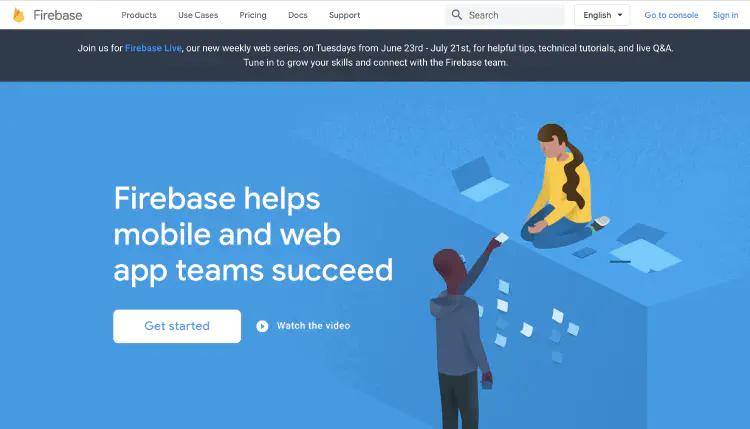 Firebase Products Use Cases Pricing Docs Support Search English Go to console Sign in
Join us for Firebase Live, our new weekly web series, on Tuesdays from June 23rd - July 21st, for helpful tips, technical tutorials, and live Q&A.
Tune in to grow your skills and connect with the Firebase team.
Firebase helps
mobile and web
app teams succeed
Get started Watch the video